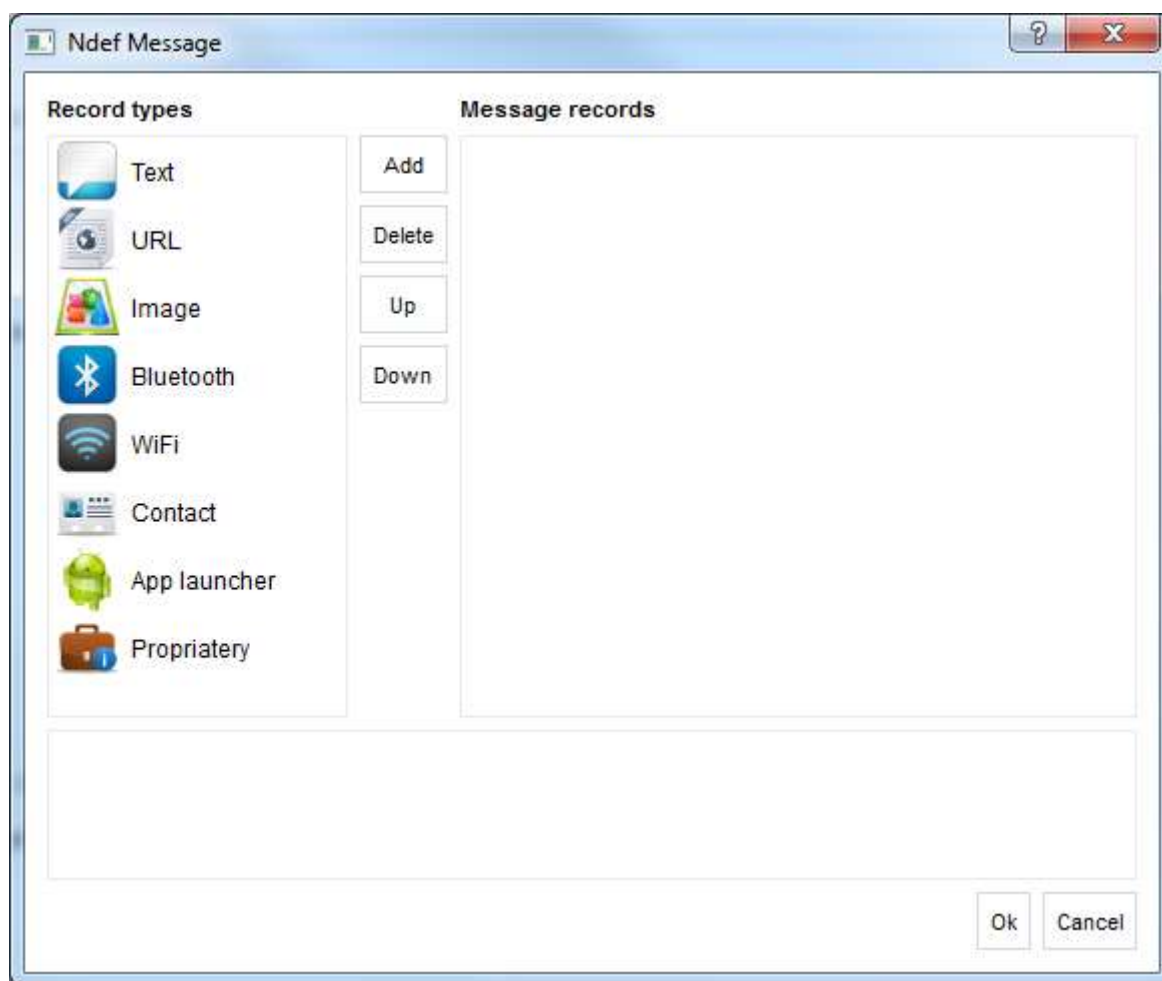 Ndef Message
Record types
Message records
Text
URL
Image
Bluetooth
WiFi
Contact
App launcher
Propriatery
Add
Delete
Up
Down
Ok
Cancel